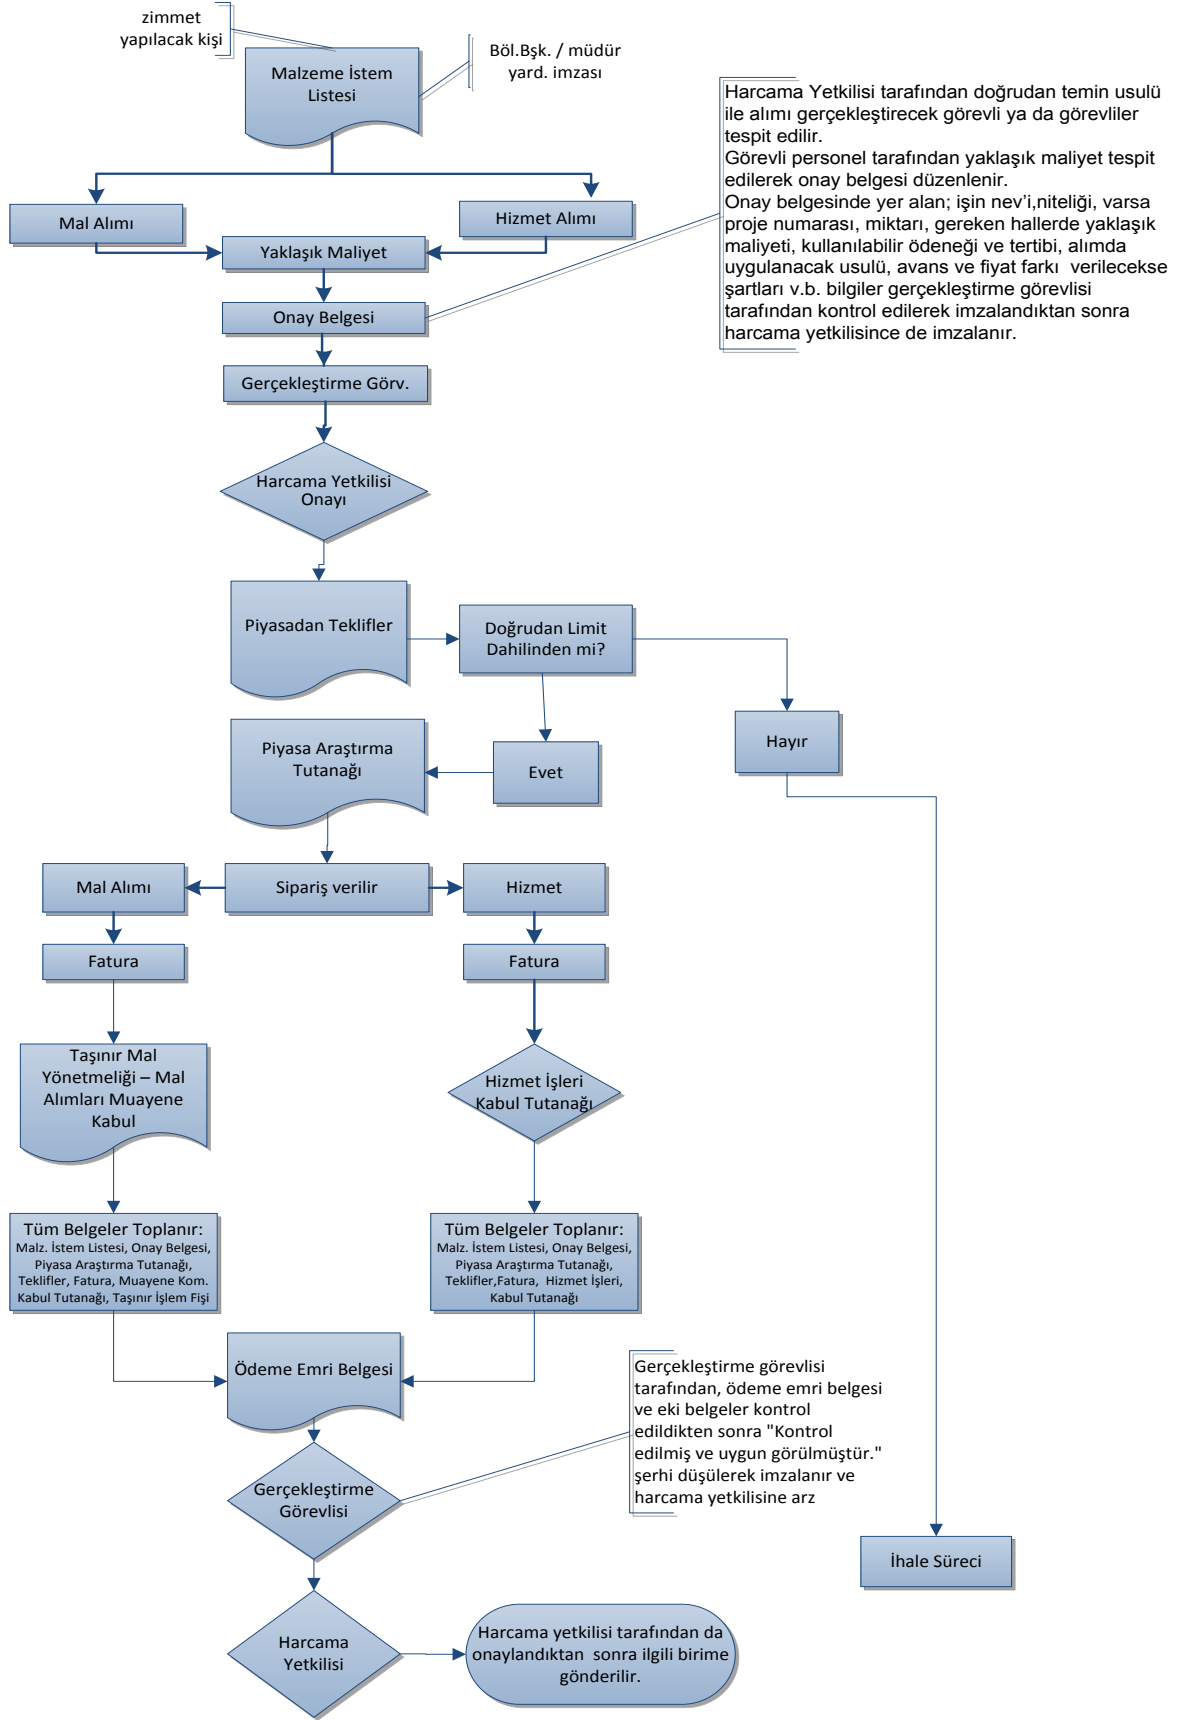 zimmet
yapılacak kişi
Böl.Bşk. / müdür
yard. imzası
Malzeme İstem
Listesi
Harcama Yetkilisi tarafından doğrudan temin usulü
ile alımı gerçekleştirecek görevli ya da görevliler
tespit edilir.
Görevli personel tarafından yaklaşık maliyet tespit
edilerek onay belgesi düzenlenir.
Onay belgesinde yer alan; işin nev’i,niteliği, varsa
proje numarası, miktarı, gereken hallerde yaklaşık
maliyeti, kullanılabilir ödeneği ve tertibi, alımda
uygulanacak usulü, avans ve fiyat farkı  verilecekse
şartları v.b. bilgiler gerçekleştirme görevlisi
tarafından kontrol edilerek imzalandıktan sonra
harcama yetkilisince de imzalanır.
Mal Alımı
Hizmet Alımı
Yaklaşık Maliyet
Onay Belgesi
Gerçekleştirme Görv.
Harcama Yetkilisi
Onayı
Piyasadan Teklifler
Doğrudan Limit
Dahilinden mi?
Hayır
Evet
Piyasa Araştırma
Tutanağı
Mal Alımı
Sipariş verilir
Hizmet
Fatura
Fatura
Taşınır Mal
Yönetmeliği – Mal
Alımları Muayene
Kabul
Hizmet İşleri
Kabul Tutanağı
Tüm Belgeler Toplanır:
Malz. İstem Listesi, Onay Belgesi,
Piyasa Araştırma Tutanağı,
Teklifler, Fatura, Muayene Kom.
Kabul Tutanağı, Taşınır İşlem Fişi
Tüm Belgeler Toplanır:
Malz. İstem Listesi, Onay Belgesi,
Piyasa Araştırma Tutanağı,
Teklifler,Fatura,  Hizmet İşleri,
Kabul Tutanağı
Ödeme Emri Belgesi
Gerçekleştirme görevlisi
tarafından, ödeme emri belgesi
ve eki belgeler kontrol
edildikten sonra "Kontrol
edilmiş ve uygun görülmüştür."
şerhi düşülerek imzalanır ve
harcama yetkilisine arz
Gerçekleştirme
Görevlisi
İhale Süreci
Harcama
Yetkilisi
Harcama yetkilisi tarafından da
onaylandıktan  sonra ilgili birime
gönderilir.